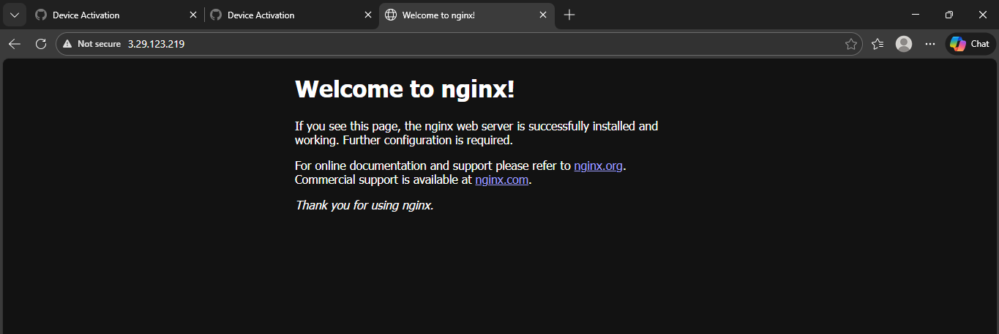 Device Activation
Device Activation
Welcome to nginx!
Not secure 3.29.123.219
Chat
Welcome to nginx!
If you see this page, the nginx web server is successfully installed and
working. Further configuration is required.
For online documentation and support please refer to nginx.org.
Commercial support is available at nginx.com.
Thank you for using nginx.